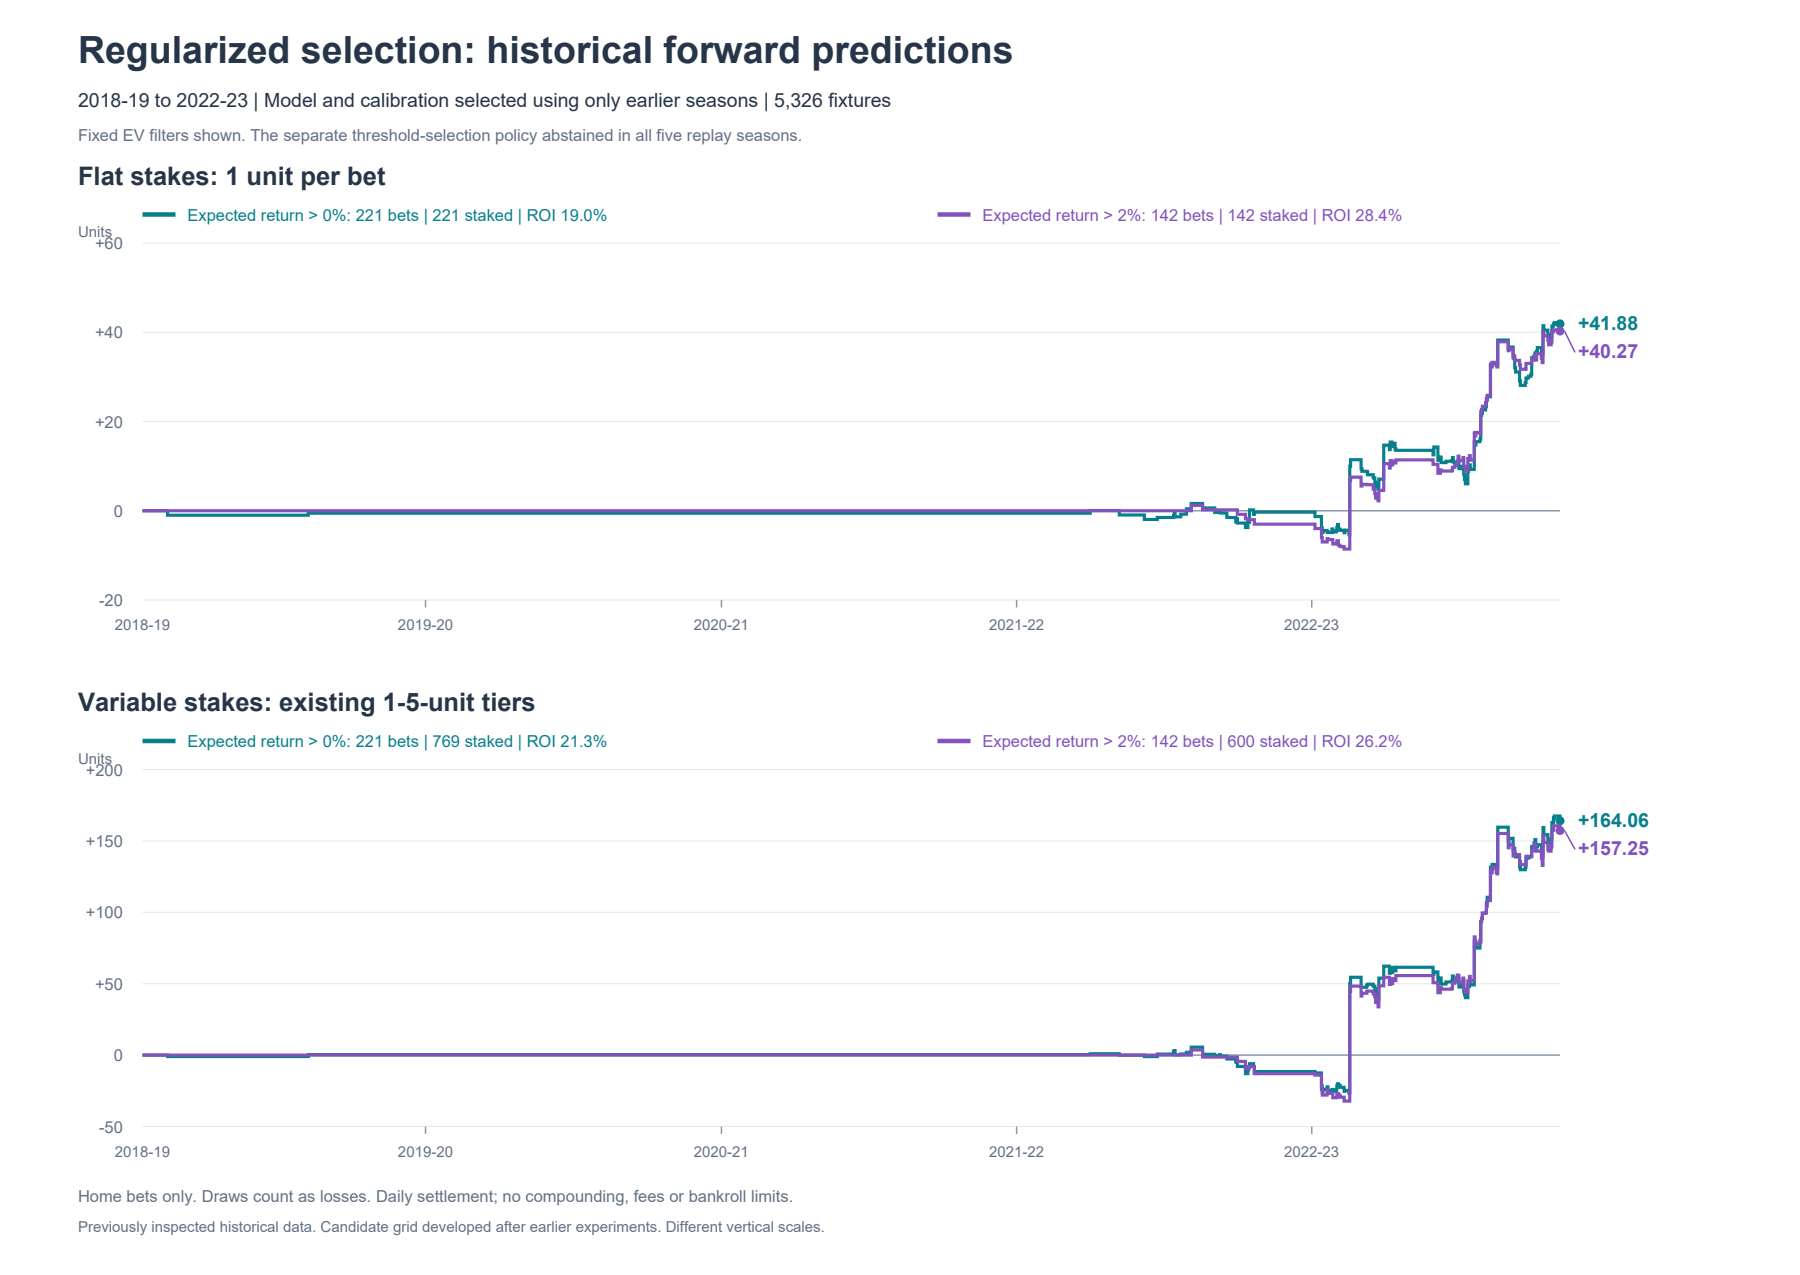 Regularized selection: historical forward predictions
2018-19 to 2022-23 | Model and calibration selected using only earlier seasons | 5,326 fixtures
Fixed EV filters shown. The separate threshold-selection policy abstained in all five replay seasons.
Flat stakes: 1 unit per bet
Expected return > 0%: 221 bets | 221 staked | ROI 19.0%
Expected return > 2%: 142 bets | 142 staked | ROI 28.4%
Units
+60
+40
+20
0
-20
+41.88
+40.27
2018-19
2019-20
2020-21
2021-22
2022-23
Variable stakes: existing 1-5-unit tiers
Expected return > 0%: 221 bets | 769 staked | ROI 21.3%
Expected return > 2%: 142 bets | 600 staked | ROI 26.2%
Units
+200
+150
+100
+50
0
-50
+164.06
+157.25
2018-19
2019-20
2020-21
2021-22
2022-23
Home bets only. Draws count as losses. Daily settlement; no compounding, fees or bankroll limits.
Previously inspected historical data. Candidate grid developed after earlier experiments. Different vertical scales.